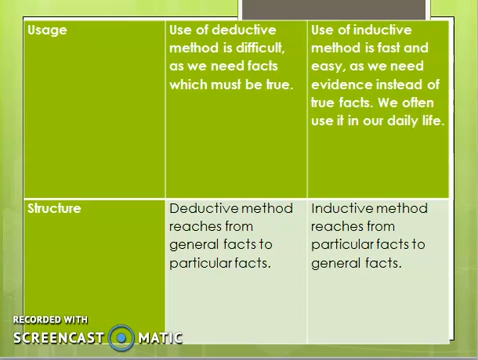 Usage
Use of deductive
method is difficult,
as we need facts
which must be true.
Use of inductive
method is fast and
easy, as we need
evidence instead of
true facts. We often
use it in our daily life.
Structure
Deductive method
reaches from
general facts to
particular facts.
Inductive method
reaches from
particular facts to
general facts.
RECORDED WITH
SCREENCAST MATIC